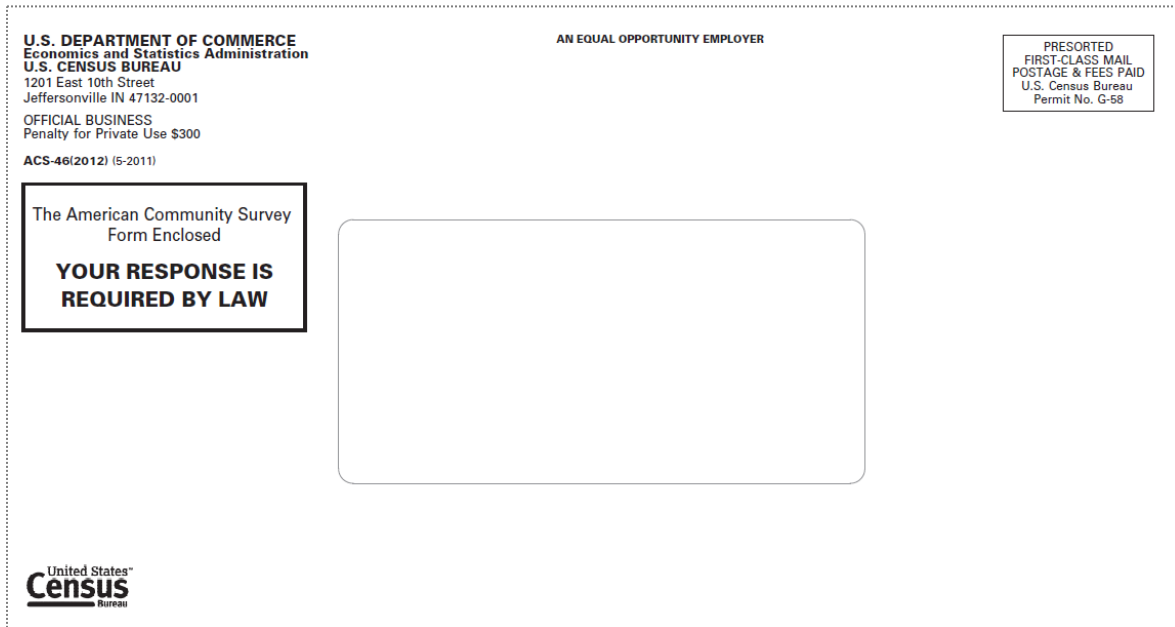 U.S. DEPARTMENT OF COMMERCE
Economics and Statistics Administration
U.S. CENSUS BUREAU
1201 East 10th Street
Jeffersonville IN 47132-0001
OFFICIAL BUSINESS
Penalty for Private Use $300
ACS-46(2012) (5-2011)
AN EQUAL OPPORTUNITY EMPLOYER
PRESORTED
FIRST-CLASS MAIL
POSTAGE & FEES PAID
U.S. Census Bureau
Permit No. G-58
The American Community Survey
Form Enclosed
YOUR RESPONSE IS
REQUIRED BY LAW
United States™
Census
Bureau